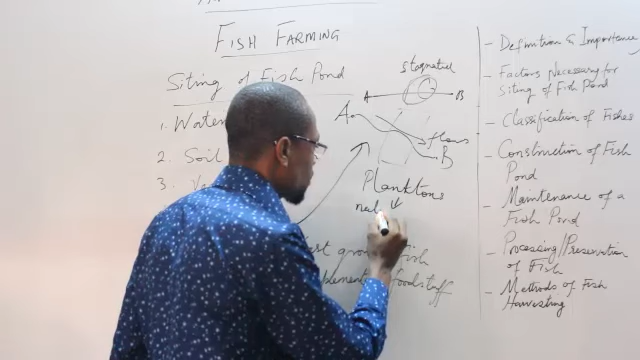 FISH FARMING
Siting of Fish Pond
1. Water
2. Soil
3.
stagnated
A B
A
flows
B
Planktons
fish
foodstuff
- Definition & Importance
- Factors Necessary for
Siting of Fish Pond
- Classification of Fishes
- Construction of Fish
Pond
- Maintenance of a
Fish Pond
- Processing/Preservation
of Fish
- Methods of Fish
Harvesting